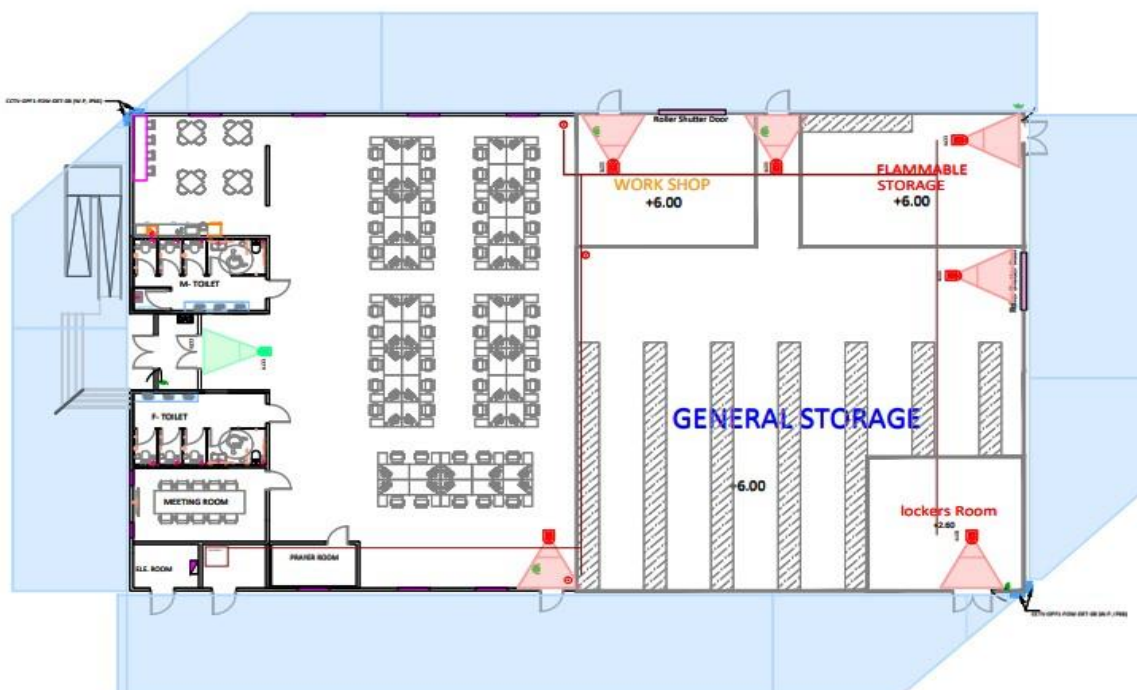 Roller Shutter Door
WORK SHOP
+6.00
FLAMMABLE
STORAGE
+6.00
M- TOILET
F- TOILET
GENERAL STORAGE
+6.00
MEETING ROOM
lockers Room
+2.60
PRAYER ROOM
ELE. ROOM